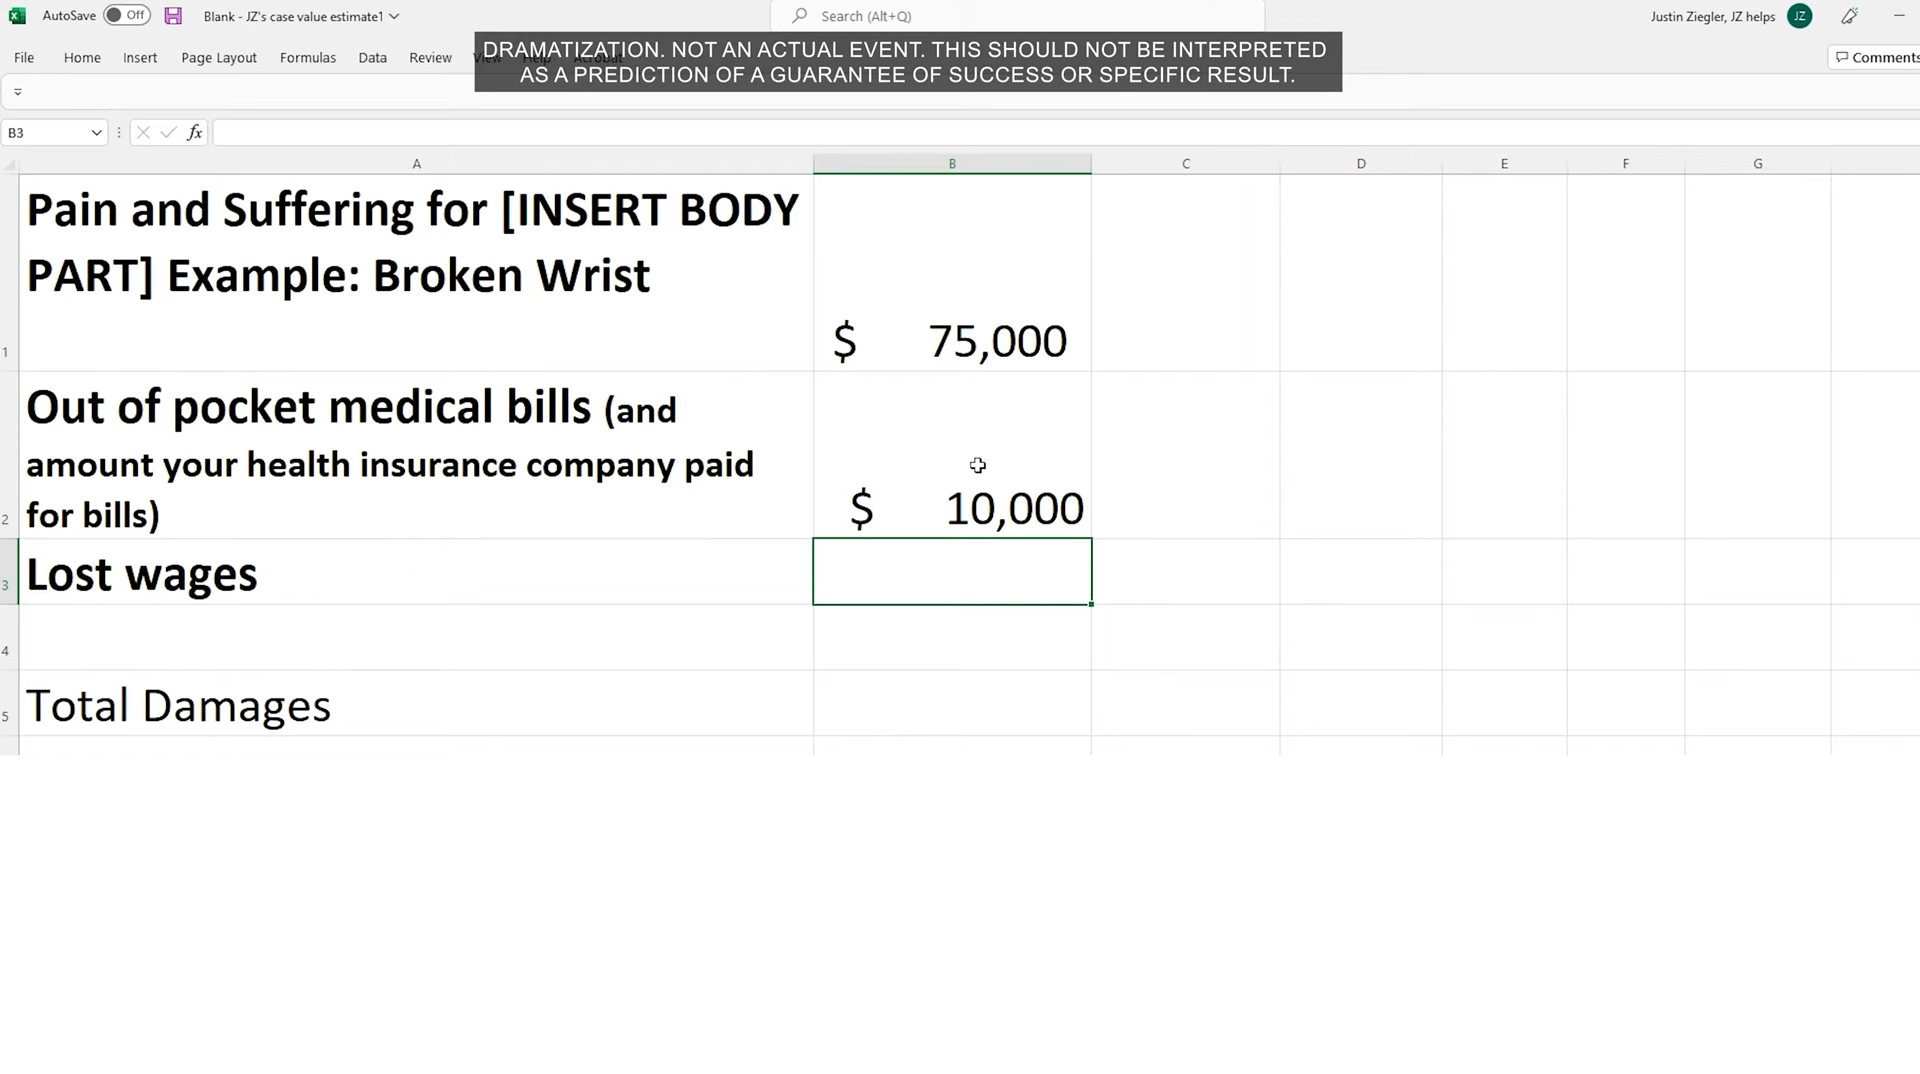 AutoSave Off Blank - JZ's case value estimate1 Search (Alt+Q) Justin Ziegler, JZ helps JZ
File Home Insert Page Layout Formulas Data Review Comments
DRAMATIZATION. NOT AN ACTUAL EVENT. THIS SHOULD NOT BE INTERPRETED
AS A PREDICTION OF A GUARANTEE OF SUCCESS OR SPECIFIC RESULT.
B3 fx
A B C D E F G
Pain and Suffering for [INSERT BODY
PART] Example: Broken Wrist
1 $ 75,000
Out of pocket medical bills (and
amount your health insurance company paid
2 for bills) $ 10,000
3 Lost wages
4
5 Total Damages